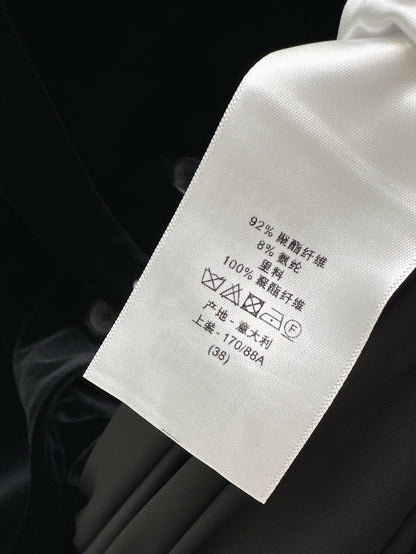 92% 聚酯纤维
8% 氨纶
里料
100% 聚酯纤维
F
产地 - 意大利
上装 - 170/88A
(38)